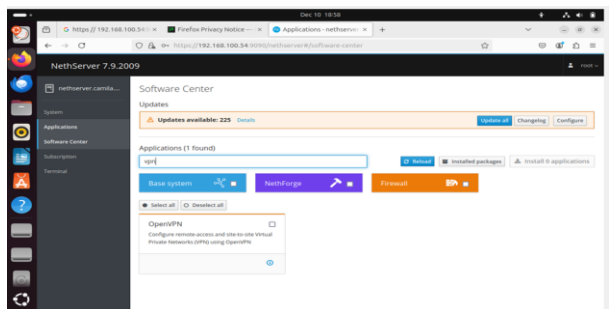 Dec 10 18:58
G https://192.168.100.54:
Firefox Privacy Notice —
Applications - nethserver
https://192.168.100.54:9090/nethserver#/software-center
NethServer 7.9.2009
root
nethserver.camila...
System
Applications
Software Center
Subscription
Terminal
Software Center
Updates
Updates available: 225 Details
Update all Changelog Configure
Applications (1 found)
vpn
Reload Installed packages Install 0 applications
Base system NethForge Firewall
Select all Deselect all
OpenVPN
Configure remote-access and site-to-site Virtual
Private Networks (VPN) using OpenVPN